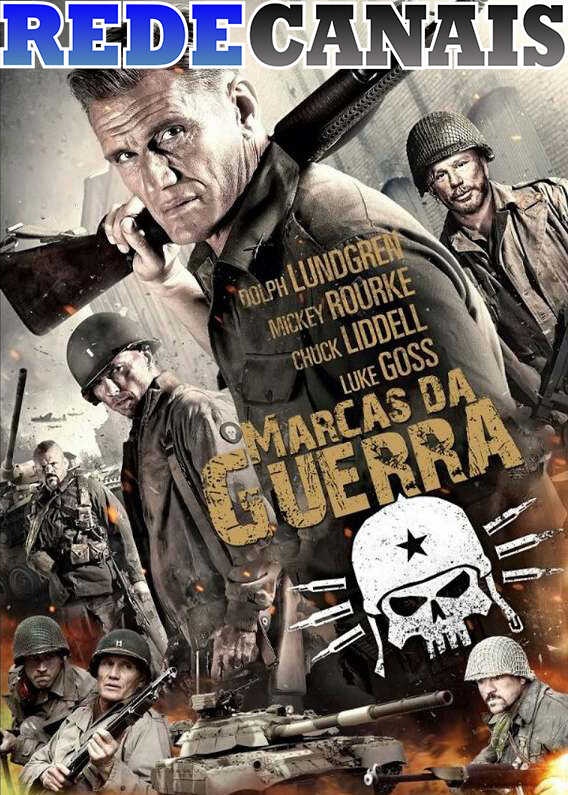 REDECANAIS
DOLPH LUNDGREN
MICKEY ROURKE
CHUCK LIDDELL
LUKE GOSS
MARCAS DA
GUERRA